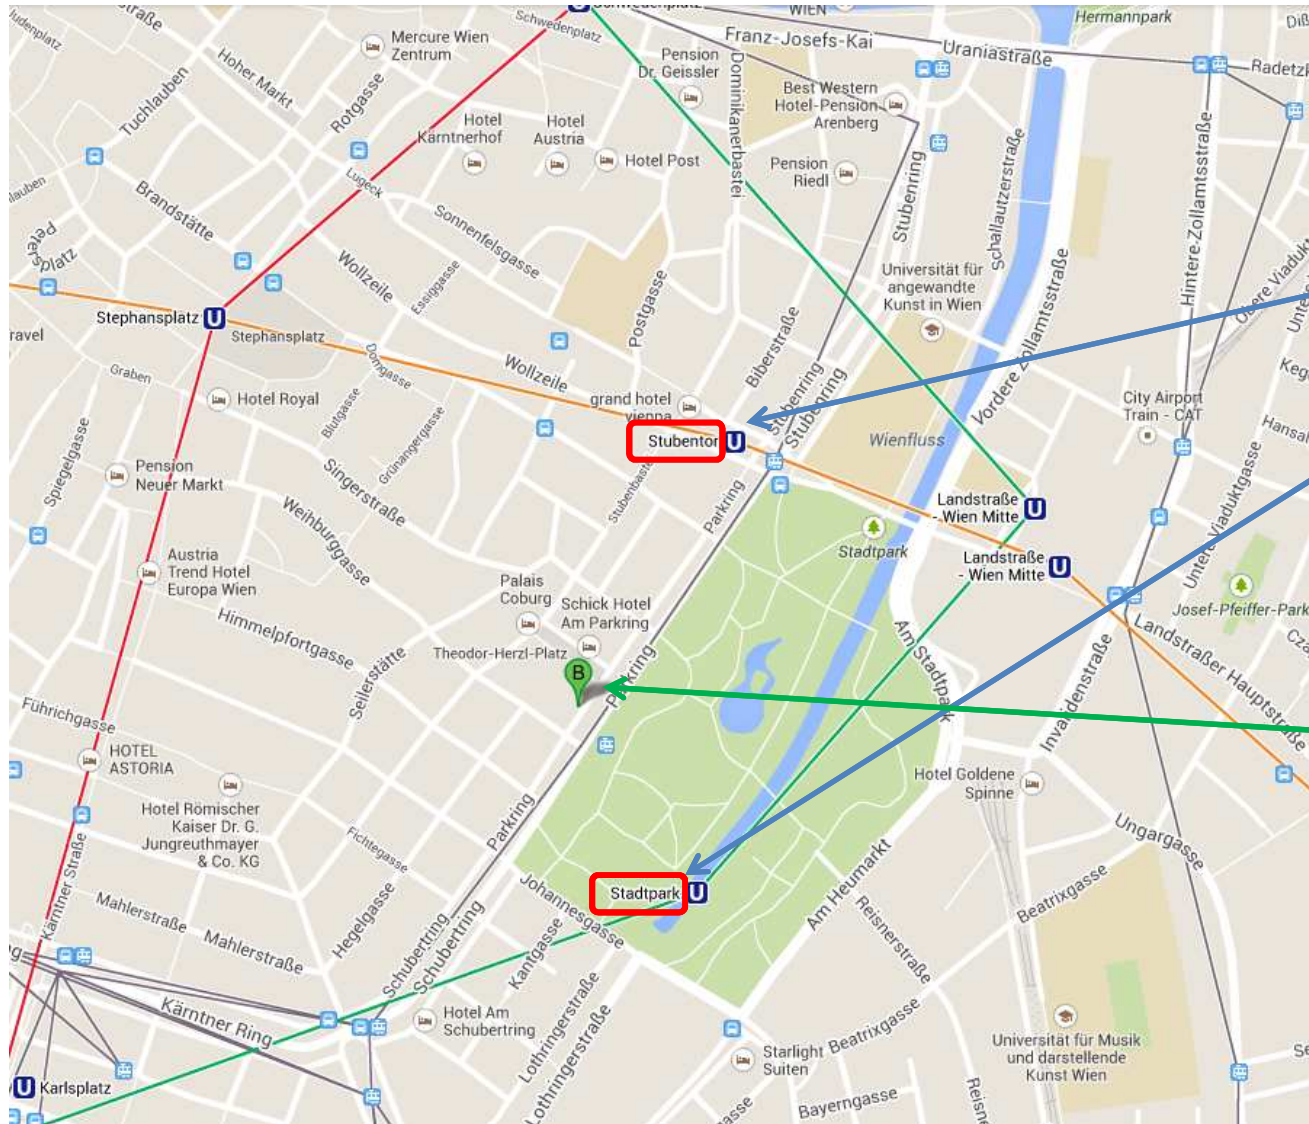 Schwedenplatz
WIEN
Hermannpark
Judenplatz
Schwedenplatz
Mercure Wien
Zentrum
Franz-Josefs-Kai
Uraniastraße
Pension
Dr. Geissler
Hoher Markt
Tuchlauben
Rotgasse
Dominikanerbastei
Best Western
Hotel-Pension
Arenberg
Hotel
Kärntnerhof
Hotel
Austria
Hotel Post
Pension
Riedl
Lugeck
Brandstätte
Sonnenfelsgasse
Stubenring
Schallautzerstraße
Hintere-Zollamtsstraße
Wollzeile
Essiggasse
Postgasse
Universität für
angewandte
Kunst in Wien
Vordere Zollamtsstraße
Obere Viaduk
Stephansplatz U
Stephansplatz
Graben
Domgasse
Wollzeile
Biberstraße
Stubenring
Stubenring
Hotel Royal
grand hotel
vienna
City Airport
Train - CAT
Blutgasse
Grünangergasse
Stubentor U
Wienfluss
Spiegelgasse
Pension
Neuer Markt
Singerstraße
Stubenbaste
Parkring
Untere Viaduktgasse
Weihburggasse
Landstraße
- Wien Mitte U
Stadtpark
Landstraße
- Wien Mitte U
Austria
Trend Hotel
Europa Wien
Palais
Coburg
Schick Hotel
Am Parkring
Josef-Pfeiffer-Park
Himmelpfortgasse
Theodor-Herzl-Platz
B
Seilerstätte
Parkring
Am Stadtpark
Landstraßer Hauptstraße
Invalidenstraße
Führichgasse
HOTEL
ASTORIA
Hotel Goldene
Spinne
Hotel Römischer
Kaiser Dr. G.
Jungreuthmayer
& Co. KG
Fichtegasse
Parkring
Ungargasse
Kärntner Straße
Stadtpark U
Johannesgasse
Am Heumarkt
Beatrixgasse
Mahlerstraße
Mahlerstraße
Hegelgasse
Schubertring
Schubertring
Kantgasse
Reisnerstraße
Kärntner Ring
Hotel Am
Schubertring
Lothringerstraße
Lothringerstraße
Starlight
Suiten
Beatrixgasse
Universität für Musik
und darstellende
Kunst Wien
U Karlsplatz
Bayerngasse